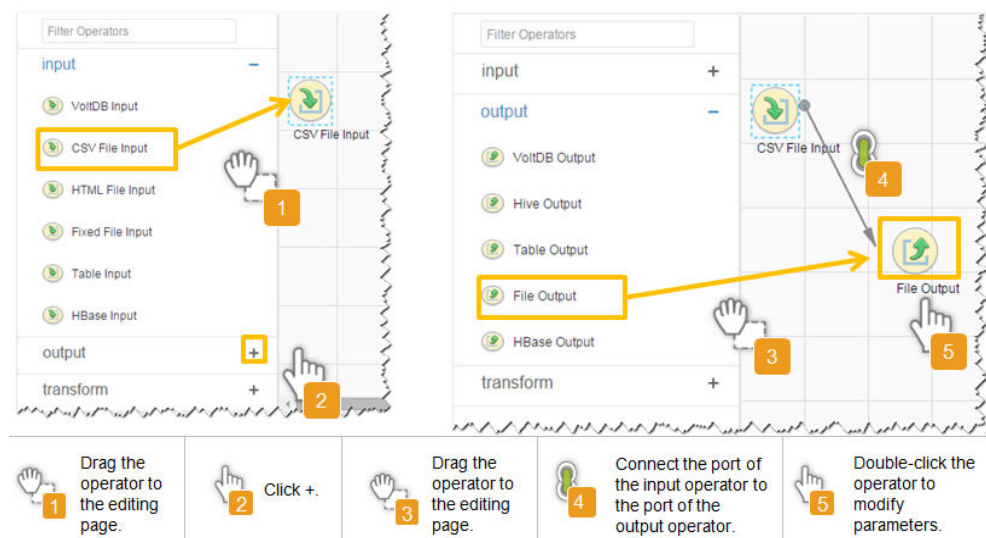 Filter Operators
input
VoltDB Input
CSV File Input
HTML File Input
Fixed File Input
Table Input
HBase Input
output
+
transform
+
CSV File Input
1
2
Filter Operators
input
+
output
VoltDB Output
Hive Output
Table Output
File Output
HBase Output
transform
+
CSV File Input
4
File Output
3
5
1
Drag the
operator to
the editing
page.
2
Click +.
3
Drag the
operator to
the editing
page.
4
Connect the port of
the input operator to
the port of the
output operator.
5
Double-click the
operator to
modify
parameters.